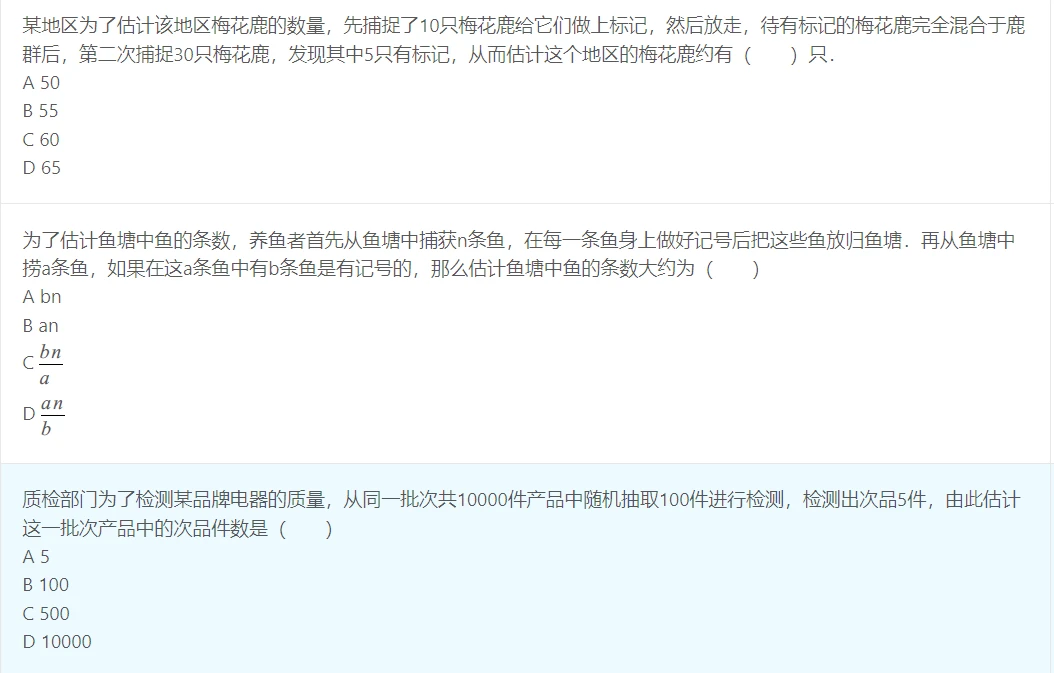 某地区为了估计该地区梅花鹿的数量，先捕捉了10只梅花鹿给它们做上标记，然后放走，待有标记的梅花鹿完全混合于鹿
群后，第二次捕捉30只梅花鹿，发现其中5只有标记，从而估计这个地区的梅花鹿约有（　　）只．
A 50
B 55
C 60
D 65
为了估计鱼塘中鱼的条数，养鱼者首先从鱼塘中捕获n条鱼，在每一条鱼身上做好记号后把这些鱼放归鱼塘．再从鱼塘中
捞a条鱼，如果在这a条鱼中有b条鱼是有记号的，那么估计鱼塘中鱼的条数大约为（　　）
A bn
B an
C bn/a
D an/b
质检部门为了检测某品牌电器的质量，从同一批次共10000件产品中随机抽取100件进行检测，检测出次品5件，由此估计
这一批次产品中的次品件数是（　　）
A 5
B 100
C 500
D 10000